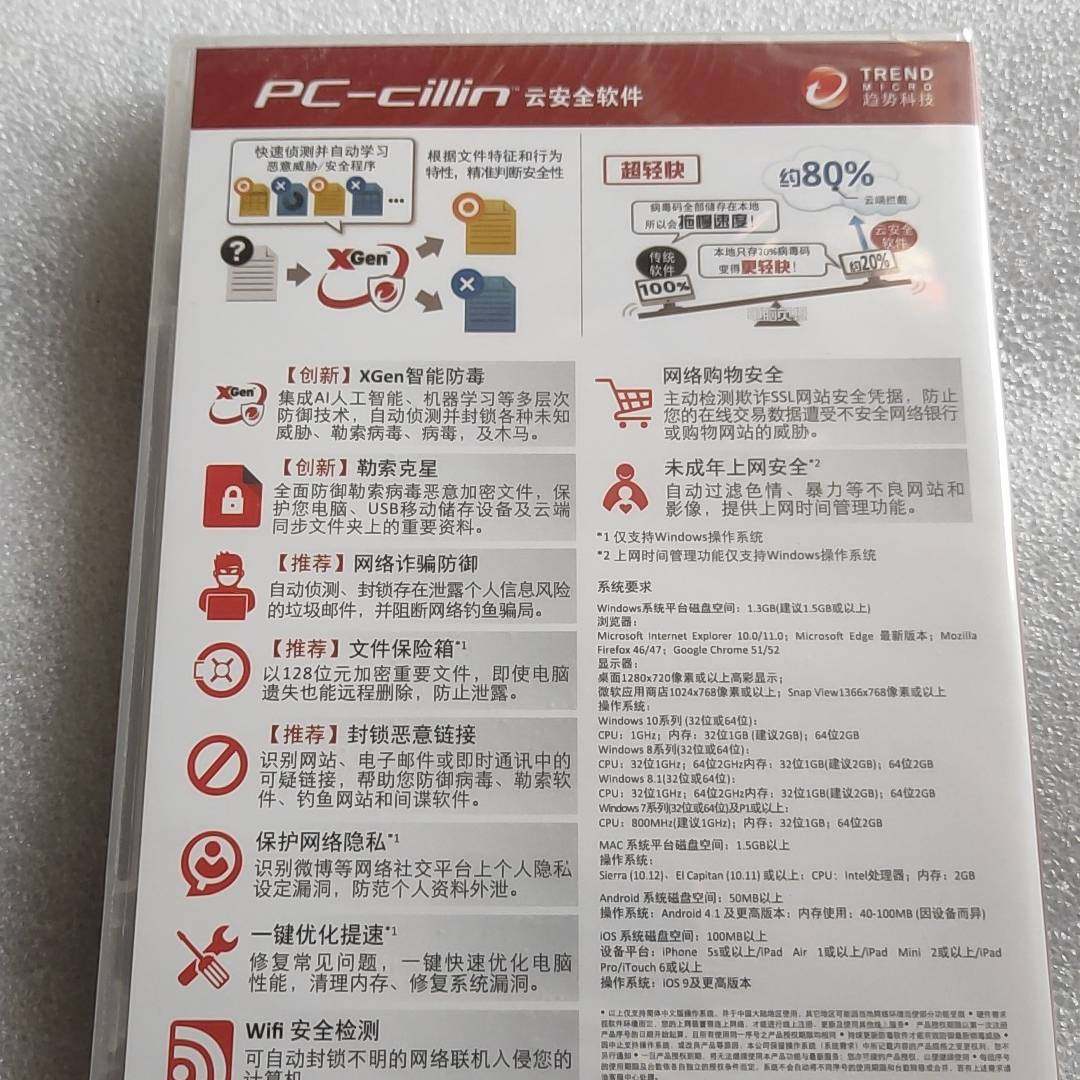 PC-cillin™ 云安全软件
TREND
MICRO
趋势科技
快速侦测并自动学习
恶意威胁/安全程序
根据文件特征和行为
特性，精准判断安全性
?
XGen™
超轻快
约80%
云端拦截
病毒码全部储存在本地
所以会拖慢速度！
云安全
软件
传统
软件
本地只存20%病毒码
变得更轻快！
100%
约20%
【创新】XGen智能防毒
XGen
集成AI人工智能、机器学习等多层次
防御技术，自动侦测并封锁各种未知
威胁、勒索病毒、病毒，及木马。
【创新】勒索克星
全面防御勒索病毒恶意加密文件，保
护您电脑、USB移动储存设备及云端
同步文件夹上的重要资料。
【推荐】网络诈骗防御
自动侦测、封锁存在泄露个人信息风险
的垃圾邮件，并阻断网络钓鱼骗局。
【推荐】文件保险箱*1
以128位元加密重要文件，即使电脑
遗失也能远程删除，防止泄露。
【推荐】封锁恶意链接
识别网站、电子邮件或即时通讯中的
可疑链接，帮助您防御病毒、勒索软
件、钓鱼网站和间谍软件。
保护网络隐私*1
识别微博等网络社交平台上个人隐私
设定漏洞，防范个人资料外泄。
一键优化提速*1
修复常见问题，一键快速优化电脑
性能，清理内存、修复系统漏洞。
Wifi 安全检测
可自动封锁不明的网络联机入侵您的
计算机
网络购物安全
主动检测欺诈SSL网站安全凭据，防止
您的在线交易数据遭受不安全网络银行
或购物网站的威胁。
未成年上网安全*2
自动过滤色情、暴力等不良网站和
影像，提供上网时间管理功能。
*1 仅支持Windows操作系统
*2 上网时间管理功能仅支持Windows操作系统
系统要求
Windows系统平台磁盘空间：1.3GB(建议1.5GB或以上)
浏览器：
Microsoft Internet Explorer 10.0/11.0；Microsoft Edge 最新版本；Mozilla
Firefox 46/47；Google Chrome 51/52
显示器：
桌面1280x720像素或以上高彩显示；
微软应用商店1024x768像素或以上；Snap View1366x768像素或以上
操作系统：
Windows 10系列 (32位或64位)：
CPU：1GHz；内存：32位1GB (建议2GB)；64位2GB
Windows 8系列(32位或64位)：
CPU：32位1GHz；64位2GHz内存：32位1GB(建议2GB)；64位2GB
Windows 8.1(32位或64位)：
CPU：32位1GHz；64位2GHz内存：32位1GB(建议2GB)；64位2GB
Windows 7系列(32位或64位)及P1或以上：
CPU：800MHz(建议1GHz)；内存：32位1GB；64位2GB
MAC 系统平台磁盘空间：1.5GB以上
操作系统：
Sierra (10.12)、El Capitan (10.11) 或以上：CPU：Intel处理器；内存：2GB
Android 系统磁盘空间：50MB以上
操作系统：Android 4.1 及更高版本：内存使用：40-100MB (因设备而异)
iOS 系统磁盘空间：100MB以上
设备平台：iPhone 5s或以上/iPad Air 1或以上/iPad Mini 2或以上/iPad
Pro/iTouch 6或以上
操作系统：iOS 9及更高版本